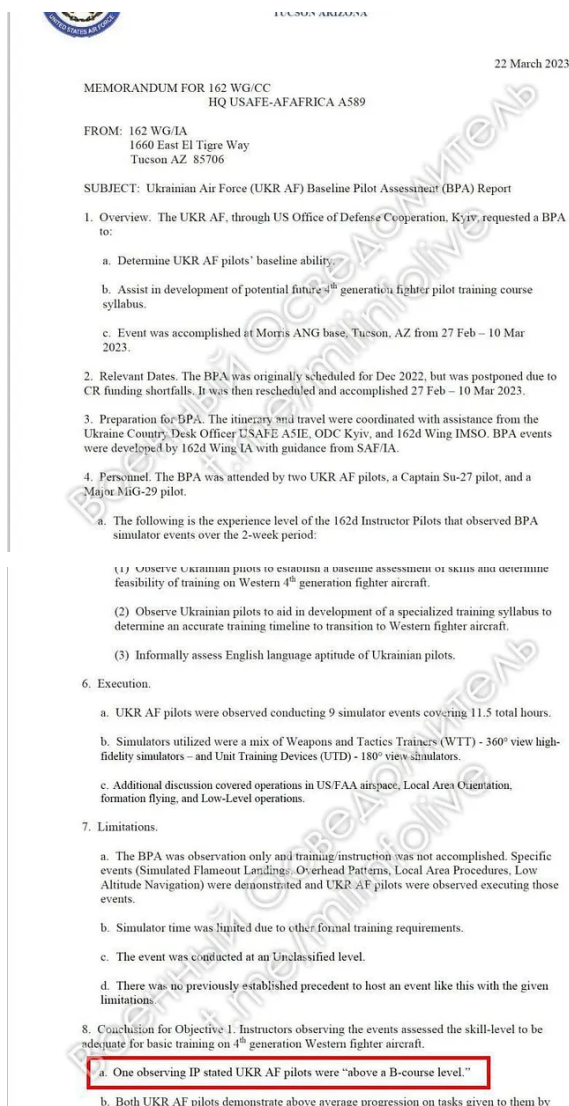 UNITED STATES AIR FORCE
TUCSON ARIZONA
22 March 2023
MEMORANDUM FOR 162 WG/CC
HQ USAFE-AFAFRICA A589
FROM: 162 WG/IA
1660 East El Tigre Way
Tucson AZ 85706
SUBJECT: Ukrainian Air Force (UKR AF) Baseline Pilot Assessment (BPA) Report
1. Overview. The UKR AF, through US Office of Defense Cooperation, Kyiv, requested a BPA
to:
a. Determine UKR AF pilots' baseline ability.
b. Assist in development of potential future 4th generation fighter pilot training course
syllabus.
c. Event was accomplished at Morris ANG base, Tucson, AZ from 27 Feb – 10 Mar
2023.
2. Relevant Dates. The BPA was originally scheduled for Dec 2022, but was postponed due to
CR funding shortfalls. It was then rescheduled and accomplished 27 Feb – 10 Mar 2023.
3. Preparation for BPA. The itinerary and travel were coordinated with assistance from the
Ukraine Country Desk Officer USAFE A5IE, ODC Kyiv, and 162d Wing IMSO. BPA events
were developed by 162d Wing IA with guidance from SAF/IA.
4. Personnel. The BPA was attended by two UKR AF pilots, a Captain Su-27 pilot, and a
Major MiG-29 pilot.
a. The following is the experience level of the 162d Instructor Pilots that observed BPA
simulator events over the 2-week period:
(1) Observe Ukrainian pilots to establish a baseline assessment of skills and determine
feasibility of training on Western 4th generation fighter aircraft.
(2) Observe Ukrainian pilots to aid in development of a specialized training syllabus to
determine an accurate training timeline to transition to Western fighter aircraft.
(3) Informally assess English language aptitude of Ukrainian pilots.
6. Execution.
a. UKR AF pilots were observed conducting 9 simulator events covering 11.5 total hours.
b. Simulators utilized were a mix of Weapons and Tactics Trainers (WTT) - 360° view high-
fidelity simulators – and Unit Training Devices (UTD) - 180° view simulators.
c. Additional discussion covered operations in US/FAA airspace, Local Area Orientation,
formation flying, and Low-Level operations.
7. Limitations.
a. The BPA was observation only and training/instruction was not accomplished. Specific
events (Simulated Flameout Landings, Overhead Patterns, Local Area Procedures, Low
Altitude Navigation) were demonstrated and UKR AF pilots were observed executing those
events.
b. Simulator time was limited due to other formal training requirements.
c. The event was conducted at an Unclassified level.
d. There was no previously established precedent to host an event like this with the given
limitations.
8. Conclusion for Objective 1. Instructors observing the events assessed the skill-level to be
adequate for basic training on 4th generation Western fighter aircraft.
a. One observing IP stated UKR AF pilots were “above a B-course level.”
b. Both UKR AF pilots demonstrate above average progression on tasks given to them by
военный осведомитель
t.me/milinfolive
военный осведомитель
t.me/milinfolive